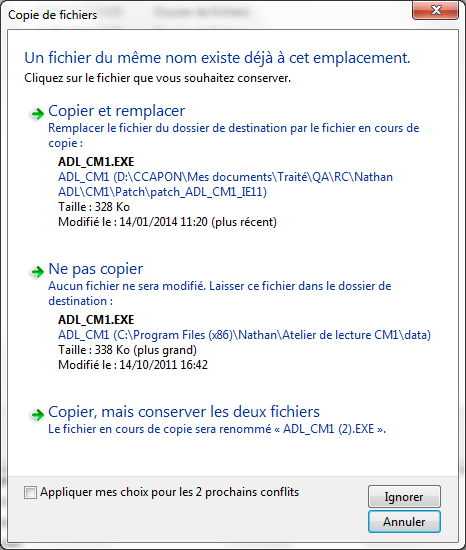 Copie de fichiers
Un fichier du même nom existe déjà à cet emplacement.
Cliquez sur le fichier que vous souhaitez conserver.
Copier et remplacer
Remplacer le fichier du dossier de destination par le fichier en cours de
copie :
ADL_CM1.EXE
ADL_CM1 (D:\CCAPON\Mes documents\Traité\QA\RC\Nathan
ADL\CM1\Patch\patch_ADL_CM1_IE11)
Taille : 328 Ko
Modifié le : 14/01/2014 11:20 (plus récent)
Ne pas copier
Aucun fichier ne sera modifié. Laisser ce fichier dans le dossier de
destination :
ADL_CM1.EXE
ADL_CM1 (C:\Program Files (x86)\Nathan\Atelier de lecture CM1\data)
Taille : 338 Ko (plus grand)
Modifié le : 14/10/2011 16:42
Copier, mais conserver les deux fichiers
Le fichier en cours de copie sera renommé « ADL_CM1 (2).EXE ».
Appliquer mes choix pour les 2 prochains conflits
Ignorer
Annuler